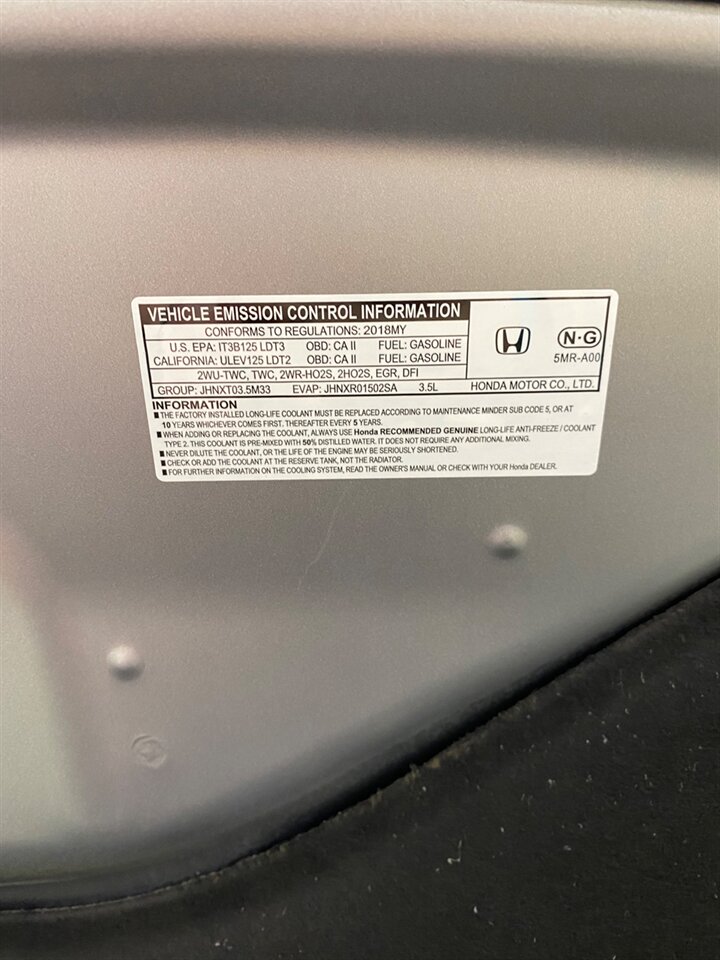 VEHICLE EMISSION CONTROL INFORMATION
CONFORMS TO REGULATIONS: 2018MY
U.S. EPA: IT3B125 LDT3 OBD: CA II FUEL: GASOLINE
CALIFORNIA: ULEV125 LDT2 OBD: CA II FUEL: GASOLINE
2WU-TWC, TWC, 2WR-HO2S, 2HO2S, EGR, DFI
GROUP: JHNXT03.5M33 EVAP: JHNXR01502SA 3.5L
N·G
5MR-A00
HONDA MOTOR CO., LTD.
INFORMATION
■ THE FACTORY INSTALLED LONG-LIFE COOLANT MUST BE REPLACED ACCORDING TO MAINTENANCE MINDER SUB CODE 5, OR AT
10 YEARS WHICHEVER COMES FIRST. THEREAFTER EVERY 5 YEARS.
■ WHEN ADDING OR REPLACING THE COOLANT, ALWAYS USE Honda RECOMMENDED GENUINE LONG-LIFE ANTI-FREEZE / COOLANT
TYPE 2. THIS COOLANT IS PRE-MIXED WITH 50% DISTILLED WATER. IT DOES NOT REQUIRE ANY ADDITIONAL MIXING.
■ NEVER DILUTE THE COOLANT, OR THE LIFE OF THE ENGINE MAY BE SERIOUSLY SHORTENED.
■ CHECK OR ADD THE COOLANT AT THE RESERVE TANK, NOT THE RADIATOR.
■ FOR FURTHER INFORMATION ON THE COOLING SYSTEM, READ THE OWNER'S MANUAL OR CHECK WITH YOUR Honda DEALER.